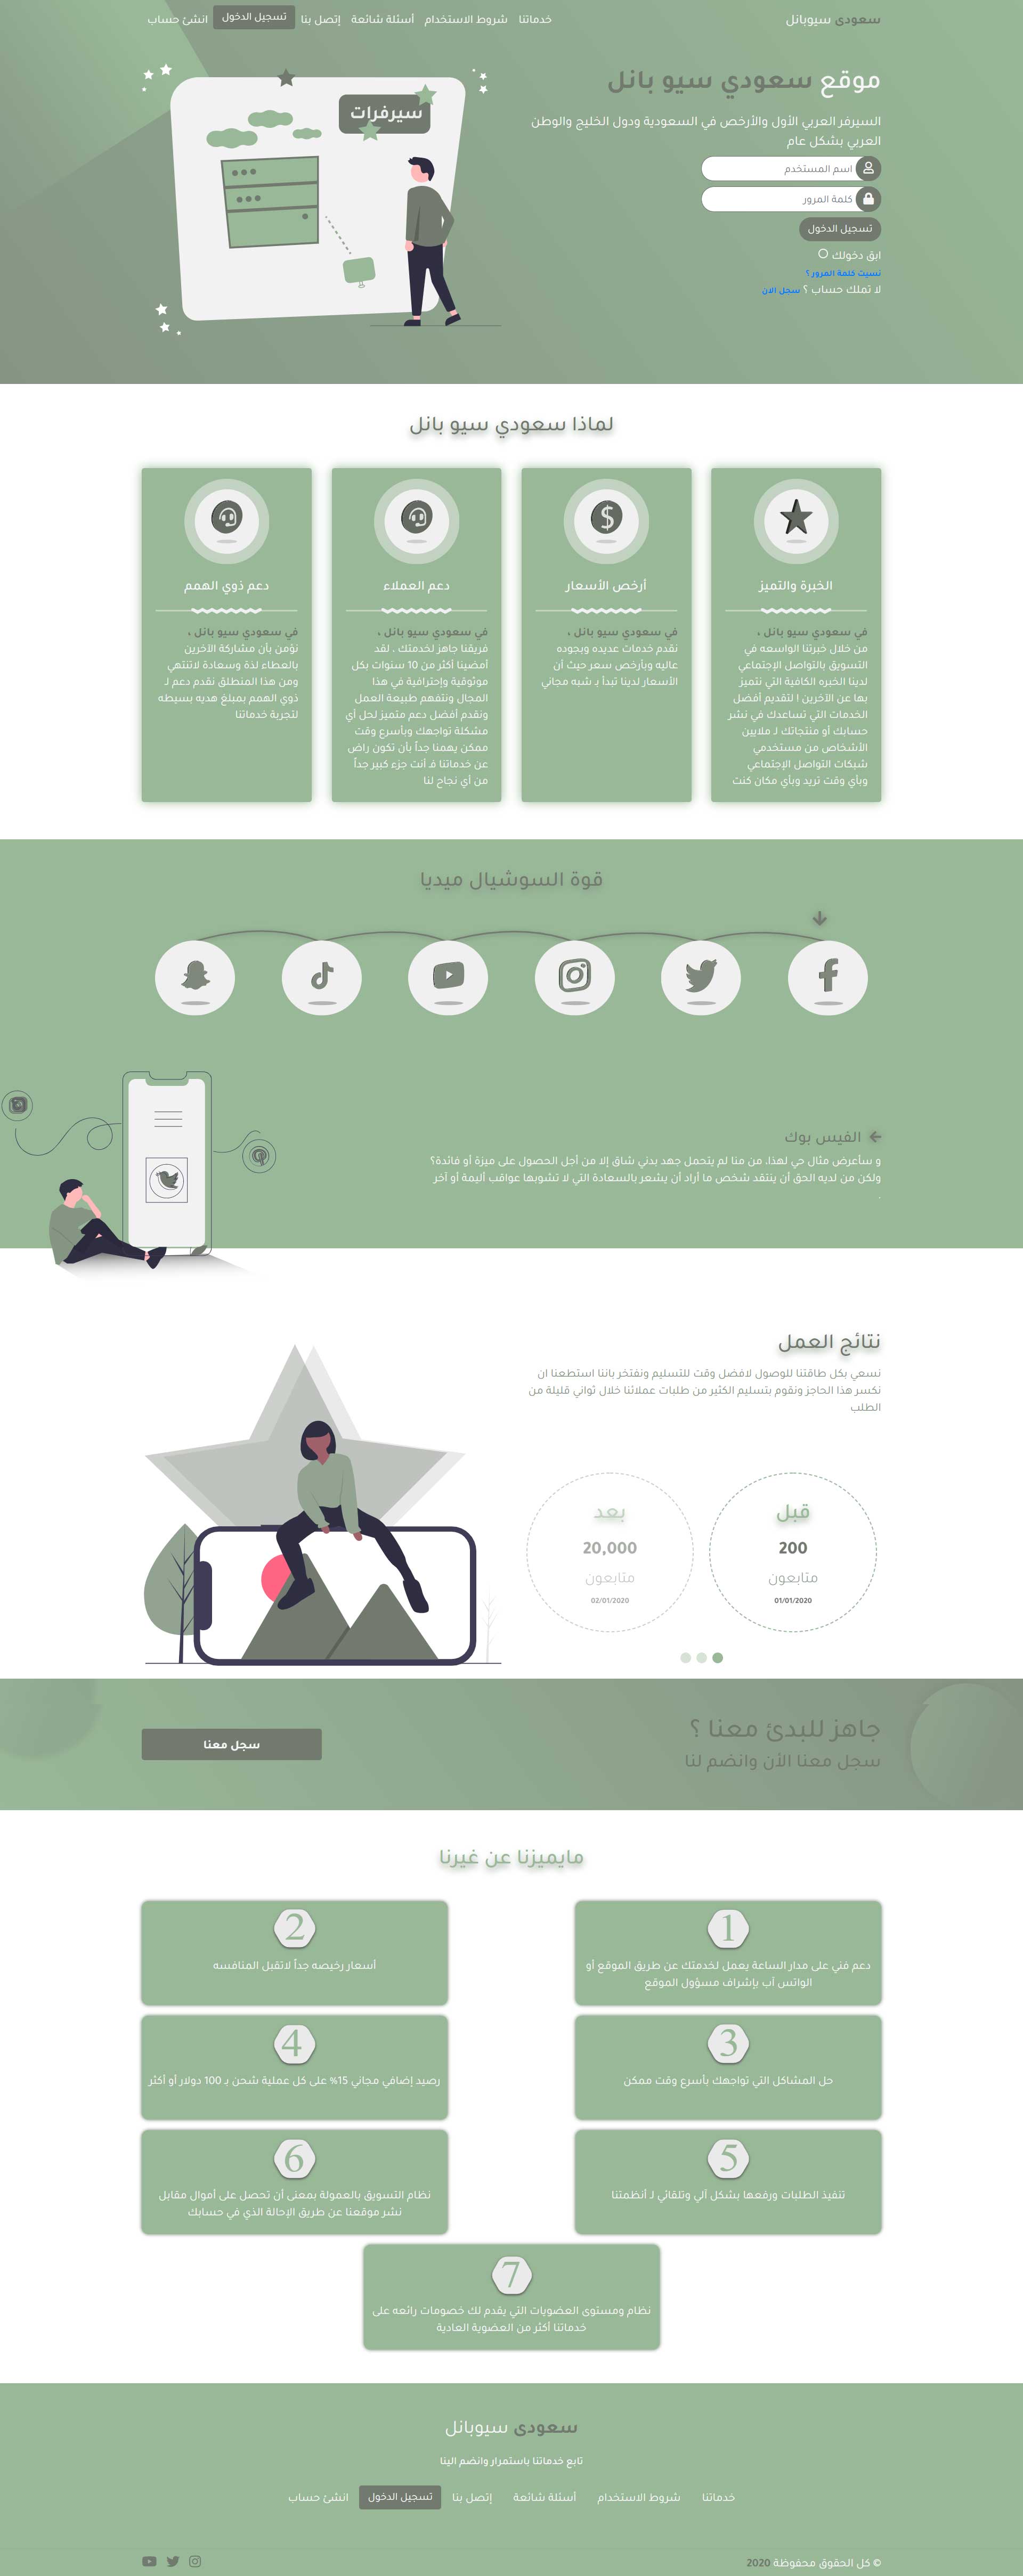 سعودى سيوبانل
خدماتنا
شروط الاستخدام
أسئلة شائعة
إتصل بنا
تسجيل الدخول
انشئ حساب
موقع سعودي سيو بانل
السيرفر العربي الأول والأرخص في السعودية ودول الخليج والوطن
العربي بشكل عام
اسم المستخدم
كلمة المرور
تسجيل الدخول
ابق دخولك
نسيت كلمة المرور ؟
لا تملك حساب ؟ سجل الان
سيرفرات
لماذا سعودي سيو بانل
الخبرة والتميز
في سعودي سيو بانل ،
من خلال خبرتنا الواسعه في
التسويق بالتواصل الإجتماعي
لدينا الخبره الكافية التي نتميز
بها عن الآخرين ! لتقديم أفضل
الخدمات التي تساعدك في نشر
حسابك أو منتجاتك لـ ملايين
الأشخاص من مستخدمي
شبكات التواصل الإجتماعي
وبأي وقت تريد وبأي مكان كنت
أرخص الأسعار
في سعودي سيو بانل ،
نقدم خدمات عديده وبجوده
عاليه وبأرخص سعر حيث أن
الأسعار لدينا تبدأ بـ شبه مجاني
دعم العملاء
في سعودي سيو بانل ،
فريقنا جاهز لخدمتك . لقد
أمضينا أكثر من 10 سنوات بكل
موثوقية وإحترافية في هذا
المجال ونتفهم طبيعة العمل
ونقدم أفضل دعم متميز لحل أي
مشكلة تواجهك وبأسرع وقت
ممكن يهمنا جداً بأن تكون راض
عن خدماتنا فـ أنت جزء كبير جداً
من أي نجاح لنا
دعم ذوي الهمم
في سعودي سيو بانل ،
نؤمن بأن مشاركة الآخرين
بالعطاء لذة وسعادة لاتنتهي
ومن هذا المنطلق نقدم دعم لـ
ذوي الهمم بمبلغ هديه بسيطه
لتجربة خدماتنا
قوة السوشيال ميديا
الفيس بوك
و سأعرض مثال حي لهذا، من منا لم يتحمل جهد بدني شاق إلا من أجل الحصول على ميزة أو فائدة؟
ولكن من لديه الحق أن ينتقد شخص ما أراد أن يشعر بالسعادة التي لا تشوبها عواقب أليمة أو آخر
.
نتائج العمل
نسعي بكل طاقتنا للوصول لافضل وقت للتسليم ونفتخر باننا استطعنا ان
نكسر هذا الحاجز ونقوم بتسليم الكثير من طلبات عملائنا خلال ثواني قليلة من
الطلب
قبل
200
متابعون
01/01/2020
بعد
20,000
متابعون
02/01/2020
جاهز للبدئ معنا ؟
سجل معنا الأن وانضم لنا
سجل معنا
مايميزنا عن غيرنا
1
دعم فني على مدار الساعة يعمل لخدمتك عن طريق الموقع أو
الواتس آب بإشراف مسؤول الموقع
2
أسعار رخيصه جداً لاتقبل المنافسه
3
حل المشاكل التي تواجهك بأسرع وقت ممكن
4
رصيد إضافي مجاني 15% على كل عملية شحن بـ 100 دولار أو أكثر
5
تنفيذ الطلبات ورفعها بشكل آلي وتلقائي لـ أنظمتنا
6
نظام التسويق بالعمولة بمعنى أن تحصل على أموال مقابل
نشر موقعنا عن طريق الإحالة الذي في حسابك
7
نظام ومستوى العضويات التي يقدم لك خصومات رائعه على
خدماتنا أكثر من العضوية العادية
سعودى سيوبانل
تابع خدماتنا باستمرار وانضم الينا
خدماتنا
شروط الاستخدام
أسئلة شائعة
إتصل بنا
تسجيل الدخول
انشئ حساب
© كل الحقوق محفوظة 2020